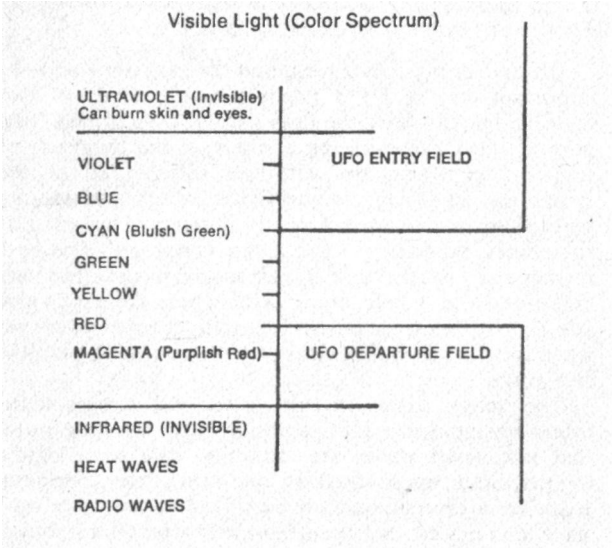 Visible Light (Color Spectrum)
ULTRAVIOLET (Invisible)
Can burn skin and eyes.
VIOLET
UFO ENTRY FIELD
BLUE
CYAN (Bluish Green)
GREEN
YELLOW
RED
MAGENTA (Purplish Red)
UFO DEPARTURE FIELD
INFRARED (INVISIBLE)
HEAT WAVES
RADIO WAVES